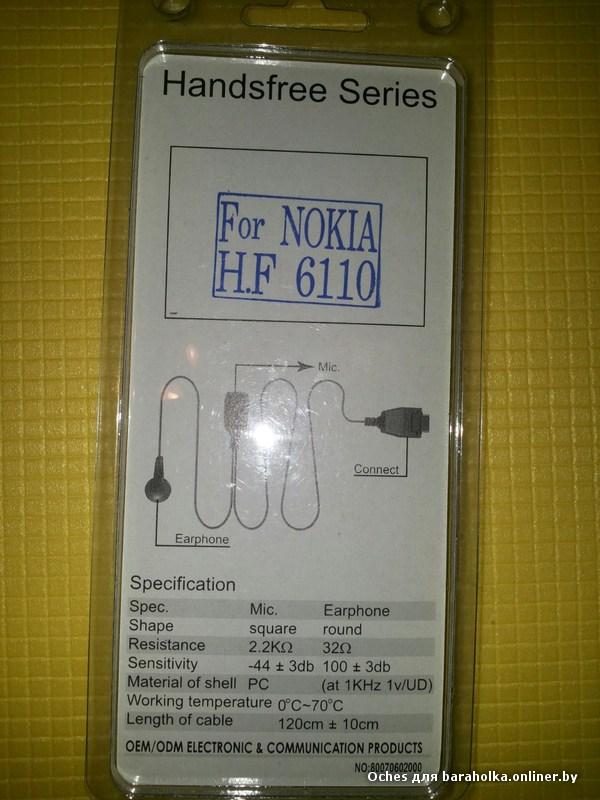 Handsfree Series
For NOKIA
H.F 6110
Mic.
Connect
Earphone
Specification
Spec. Mic. Earphone
Shape square round
Resistance 2.2KΩ 32Ω
Sensitivity -44 ± 3db 100 ± 3db
Material of shell PC (at 1KHz 1v/UD)
Working temperature 0°C~70°C
Length of cable 120cm ± 10cm
OEM/ODM ELECTRONIC & COMMUNICATION PRODUCTS
NO:80070602000
Oches для baraholka.onliner.by